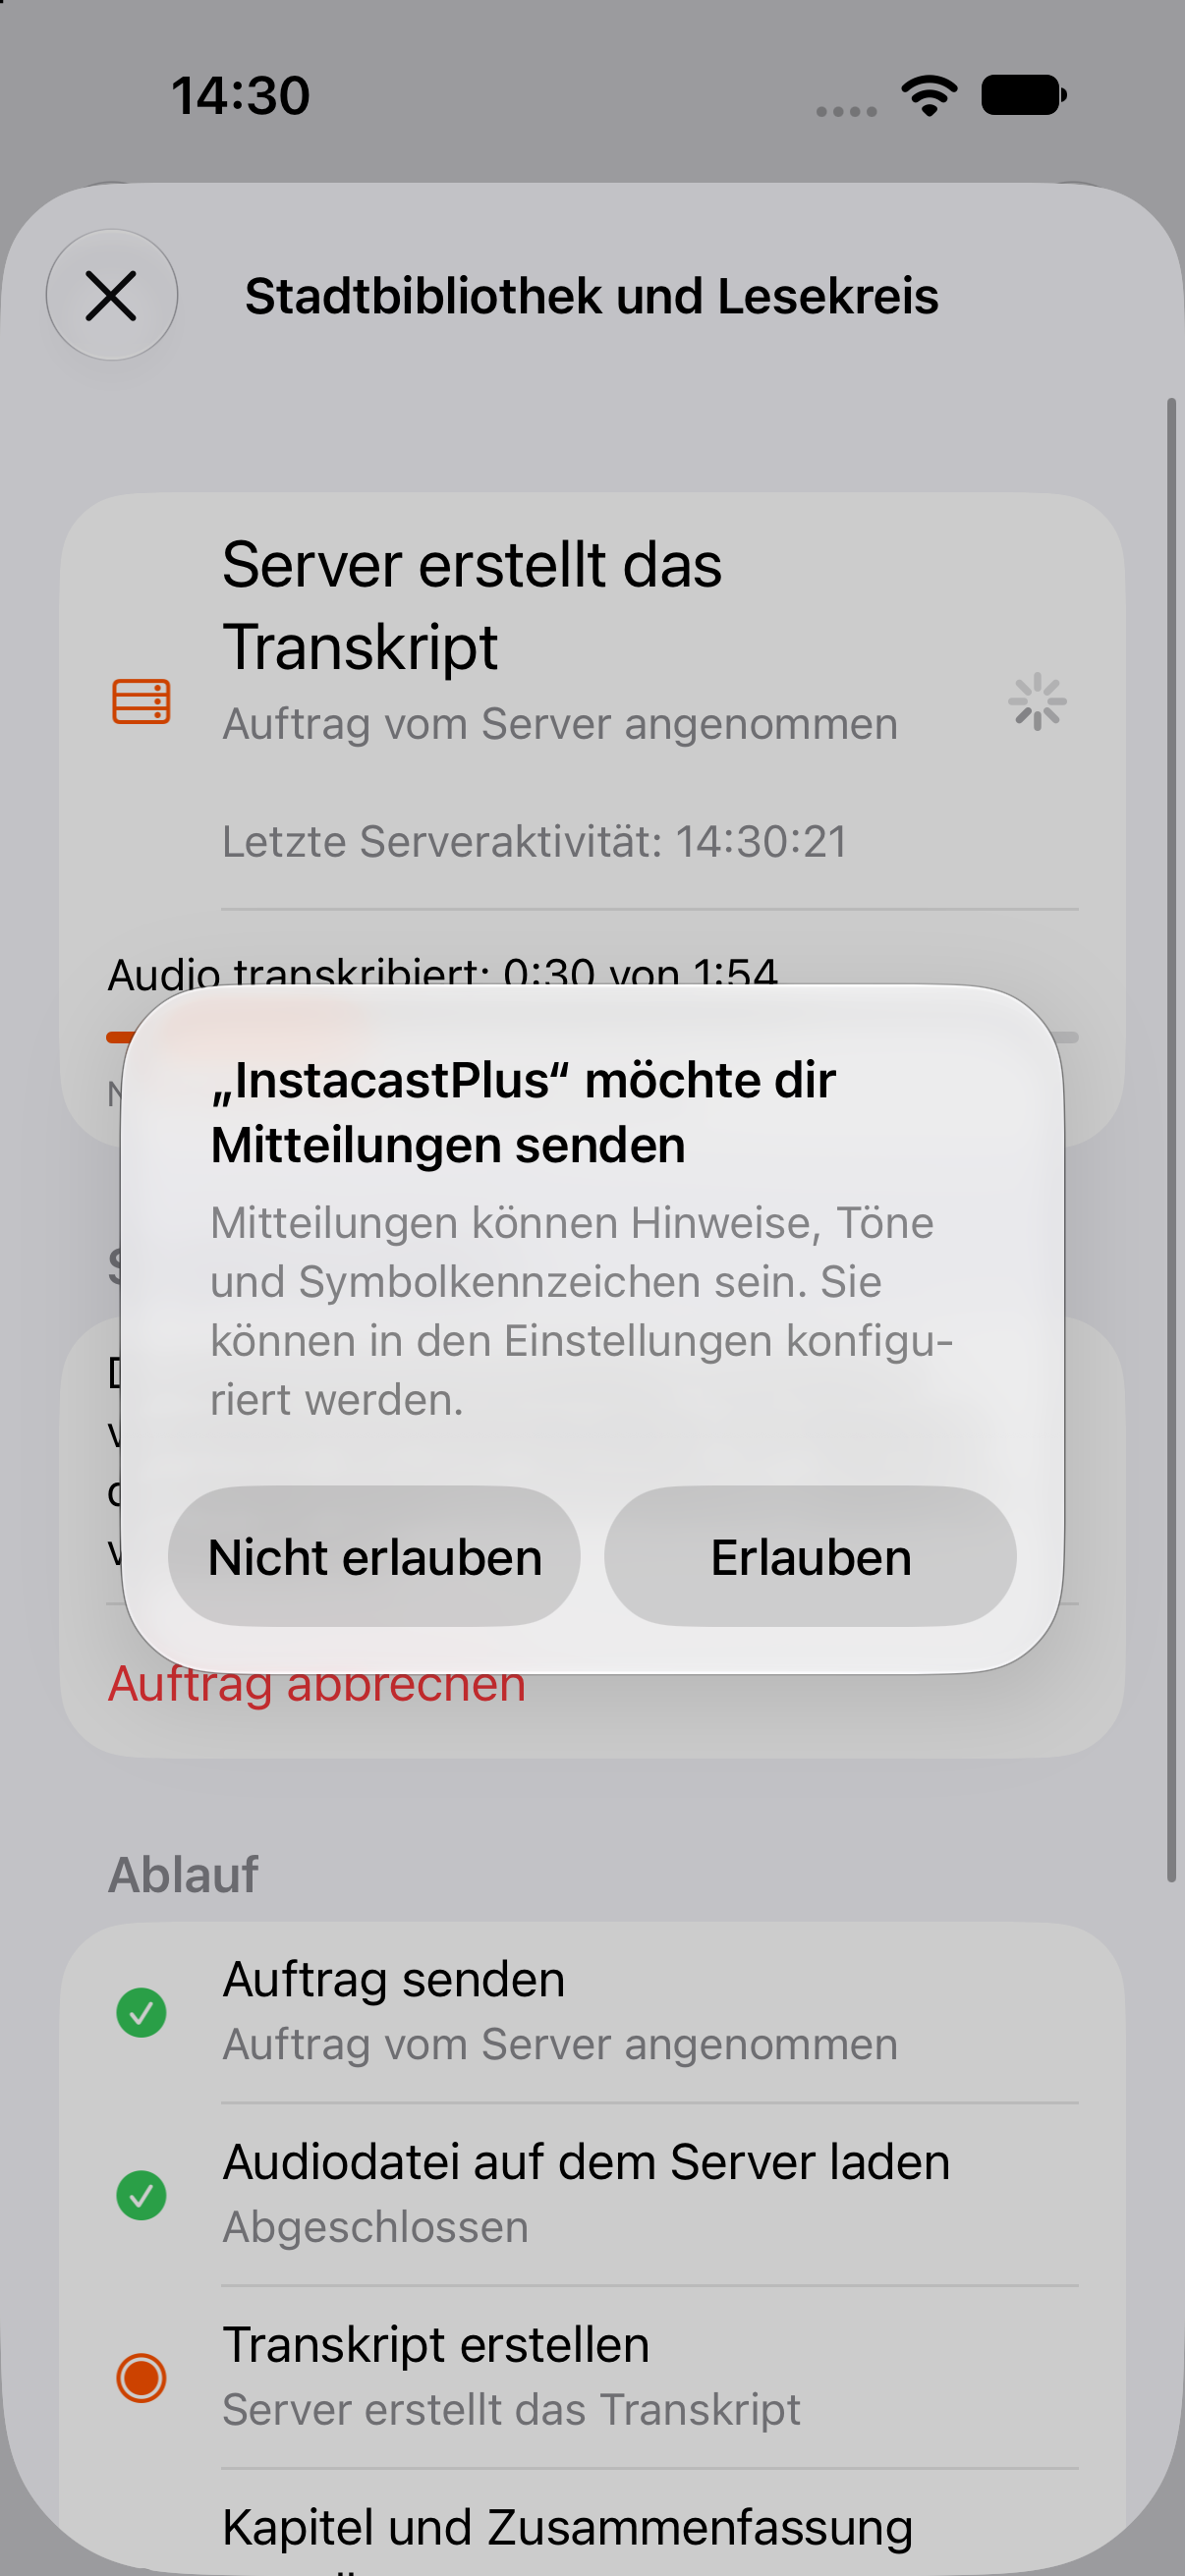 14:30
Stadtbibliothek und Lesekreis
Server erstellt das
Transkript
Auftrag vom Server angenommen
Letzte Serveraktivität: 14:30:21
Audio transkribiert: 0:30 von 1:54
„InstacastPlus“ möchte dir
Mitteilungen senden
Mitteilungen können Hinweise, Töne
und Symbolkennzeichen sein. Sie
können in den Einstellungen konfigu-
riert werden.
Nicht erlauben
Erlauben
Auftrag abbrechen
Ablauf
Auftrag senden
Auftrag vom Server angenommen
Audiodatei auf dem Server laden
Abgeschlossen
Transkript erstellen
Server erstellt das Transkript
Kapitel und Zusammenfassung